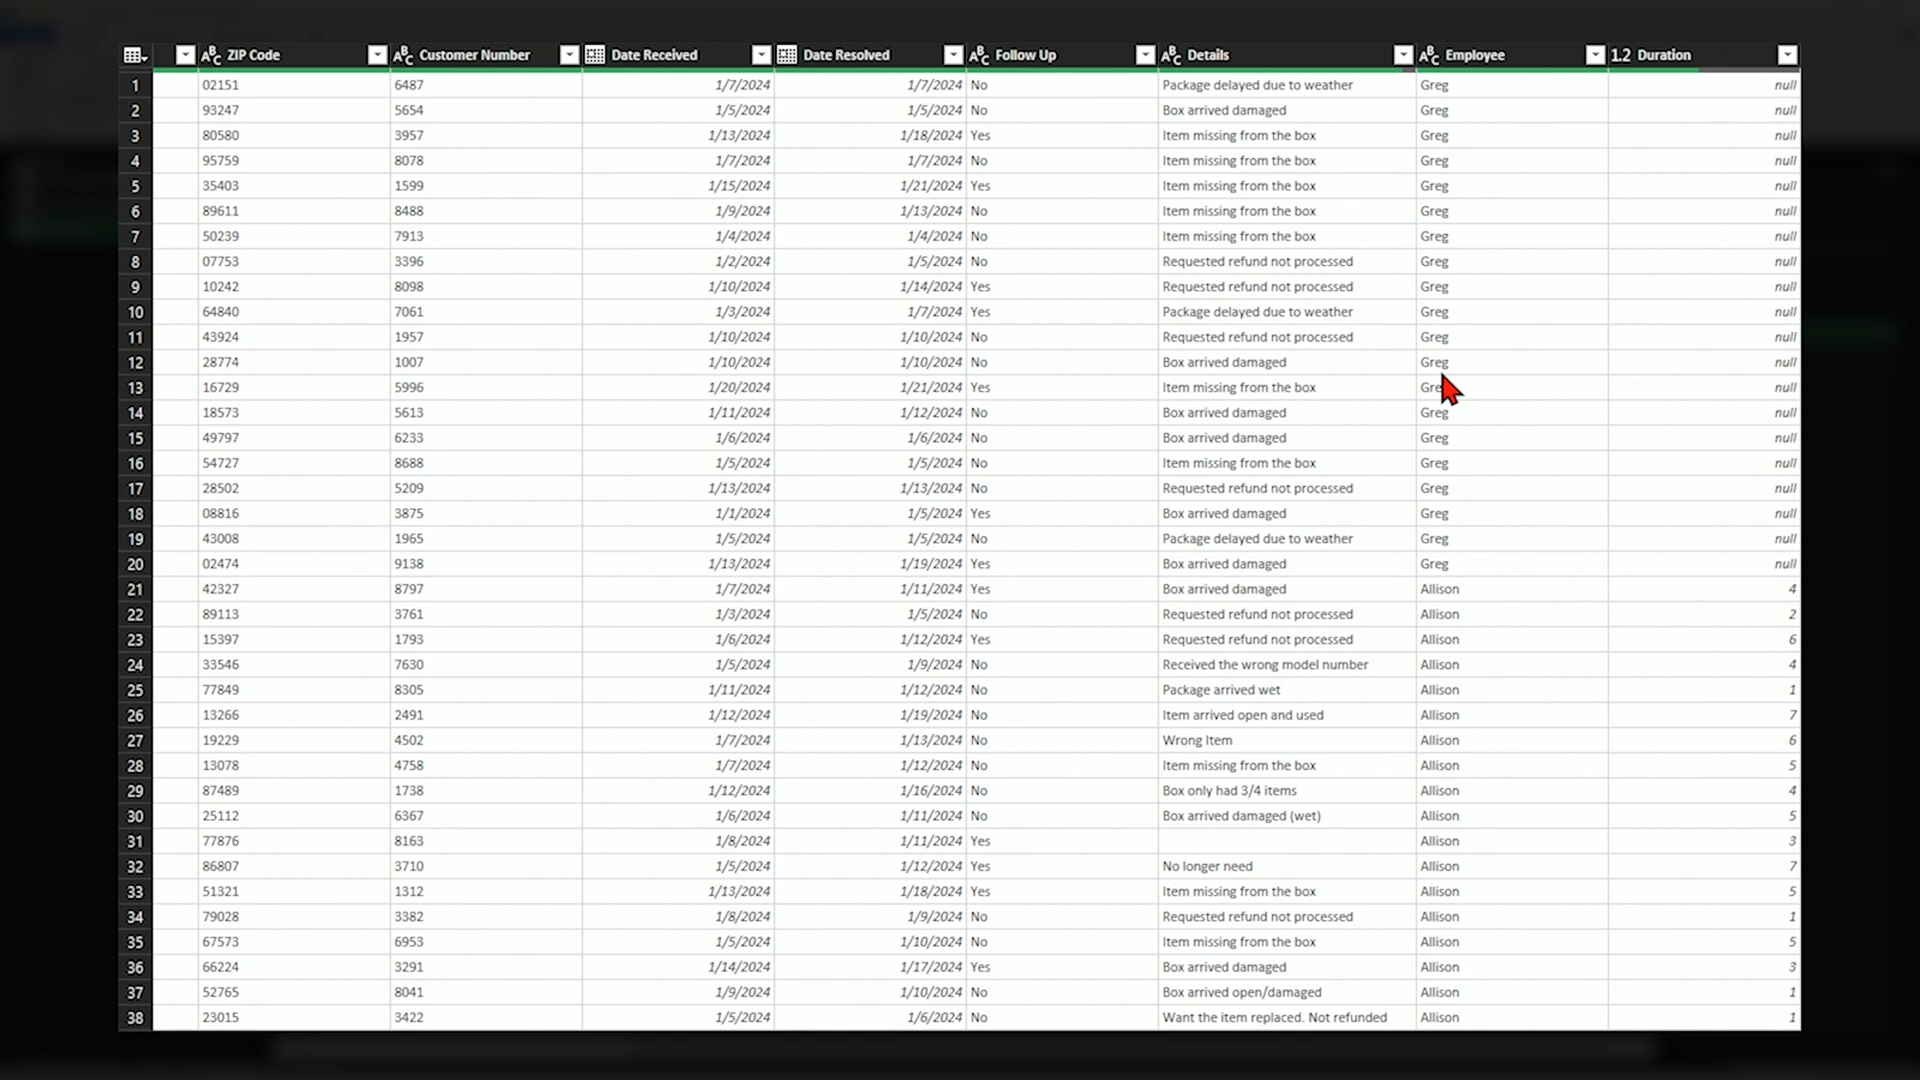 ABC ZIP Code ABC Customer Number Date Received Date Resolved ABC Follow Up ABC Details ABC Employee 1.2 Duration
1 02151 6487 1/7/2024 1/7/2024 No Package delayed due to weather Greg null
2 93247 5654 1/5/2024 1/5/2024 No Box arrived damaged Greg null
3 80580 3957 1/13/2024 1/18/2024 Yes Item missing from the box Greg null
4 95759 8078 1/7/2024 1/7/2024 No Item missing from the box Greg null
5 35403 1599 1/15/2024 1/21/2024 Yes Item missing from the box Greg null
6 89611 8488 1/9/2024 1/13/2024 No Item missing from the box Greg null
7 50239 7913 1/4/2024 1/4/2024 No Item missing from the box Greg null
8 07753 3396 1/2/2024 1/5/2024 No Requested refund not processed Greg null
9 10242 8098 1/10/2024 1/14/2024 Yes Requested refund not processed Greg null
10 64840 7061 1/3/2024 1/7/2024 Yes Package delayed due to weather Greg null
11 43924 1957 1/10/2024 1/10/2024 No Requested refund not processed Greg null
12 28774 1007 1/10/2024 1/10/2024 No Box arrived damaged Greg null
13 16729 5996 1/20/2024 1/21/2024 Yes Item missing from the box Greg null
14 18573 5613 1/11/2024 1/12/2024 No Box arrived damaged Greg null
15 49797 6233 1/6/2024 1/6/2024 No Box arrived damaged Greg null
16 54727 8688 1/5/2024 1/5/2024 No Item missing from the box Greg null
17 28502 5209 1/13/2024 1/13/2024 No Requested refund not processed Greg null
18 08816 3875 1/1/2024 1/5/2024 Yes Box arrived damaged Greg null
19 43008 1965 1/5/2024 1/5/2024 No Package delayed due to weather Greg null
20 02474 9138 1/13/2024 1/19/2024 Yes Box arrived damaged Greg null
21 42327 8797 1/7/2024 1/11/2024 Yes Box arrived damaged Allison 4
22 89113 3761 1/3/2024 1/5/2024 No Requested refund not processed Allison 2
23 15397 1793 1/6/2024 1/12/2024 Yes Requested refund not processed Allison 6
24 33546 7630 1/5/2024 1/9/2024 No Received the wrong model number Allison 4
25 77849 8305 1/11/2024 1/12/2024 No Package arrived wet Allison 1
26 13266 2491 1/12/2024 1/19/2024 No Item arrived open and used Allison 7
27 19229 4502 1/7/2024 1/13/2024 No Wrong Item Allison 6
28 13078 4758 1/7/2024 1/12/2024 No Item missing from the box Allison 5
29 87489 1738 1/12/2024 1/16/2024 No Box only had 3/4 items Allison 4
30 25112 6367 1/6/2024 1/11/2024 No Box arrived damaged (wet) Allison 5
31 77876 8163 1/8/2024 1/11/2024 Yes Allison 3
32 86807 3710 1/5/2024 1/12/2024 Yes No longer need Allison 7
33 51321 1312 1/13/2024 1/18/2024 Yes Item missing from the box Allison 5
34 79028 3382 1/8/2024 1/9/2024 No Requested refund not processed Allison 1
35 67573 6953 1/5/2024 1/10/2024 No Item missing from the box Allison 5
36 66224 3291 1/14/2024 1/17/2024 Yes Box arrived damaged Allison 3
37 52765 8041 1/9/2024 1/10/2024 No Box arrived open/damaged Allison 1
38 23015 3422 1/5/2024 1/6/2024 No Want the item replaced. Not refunded Allison 1